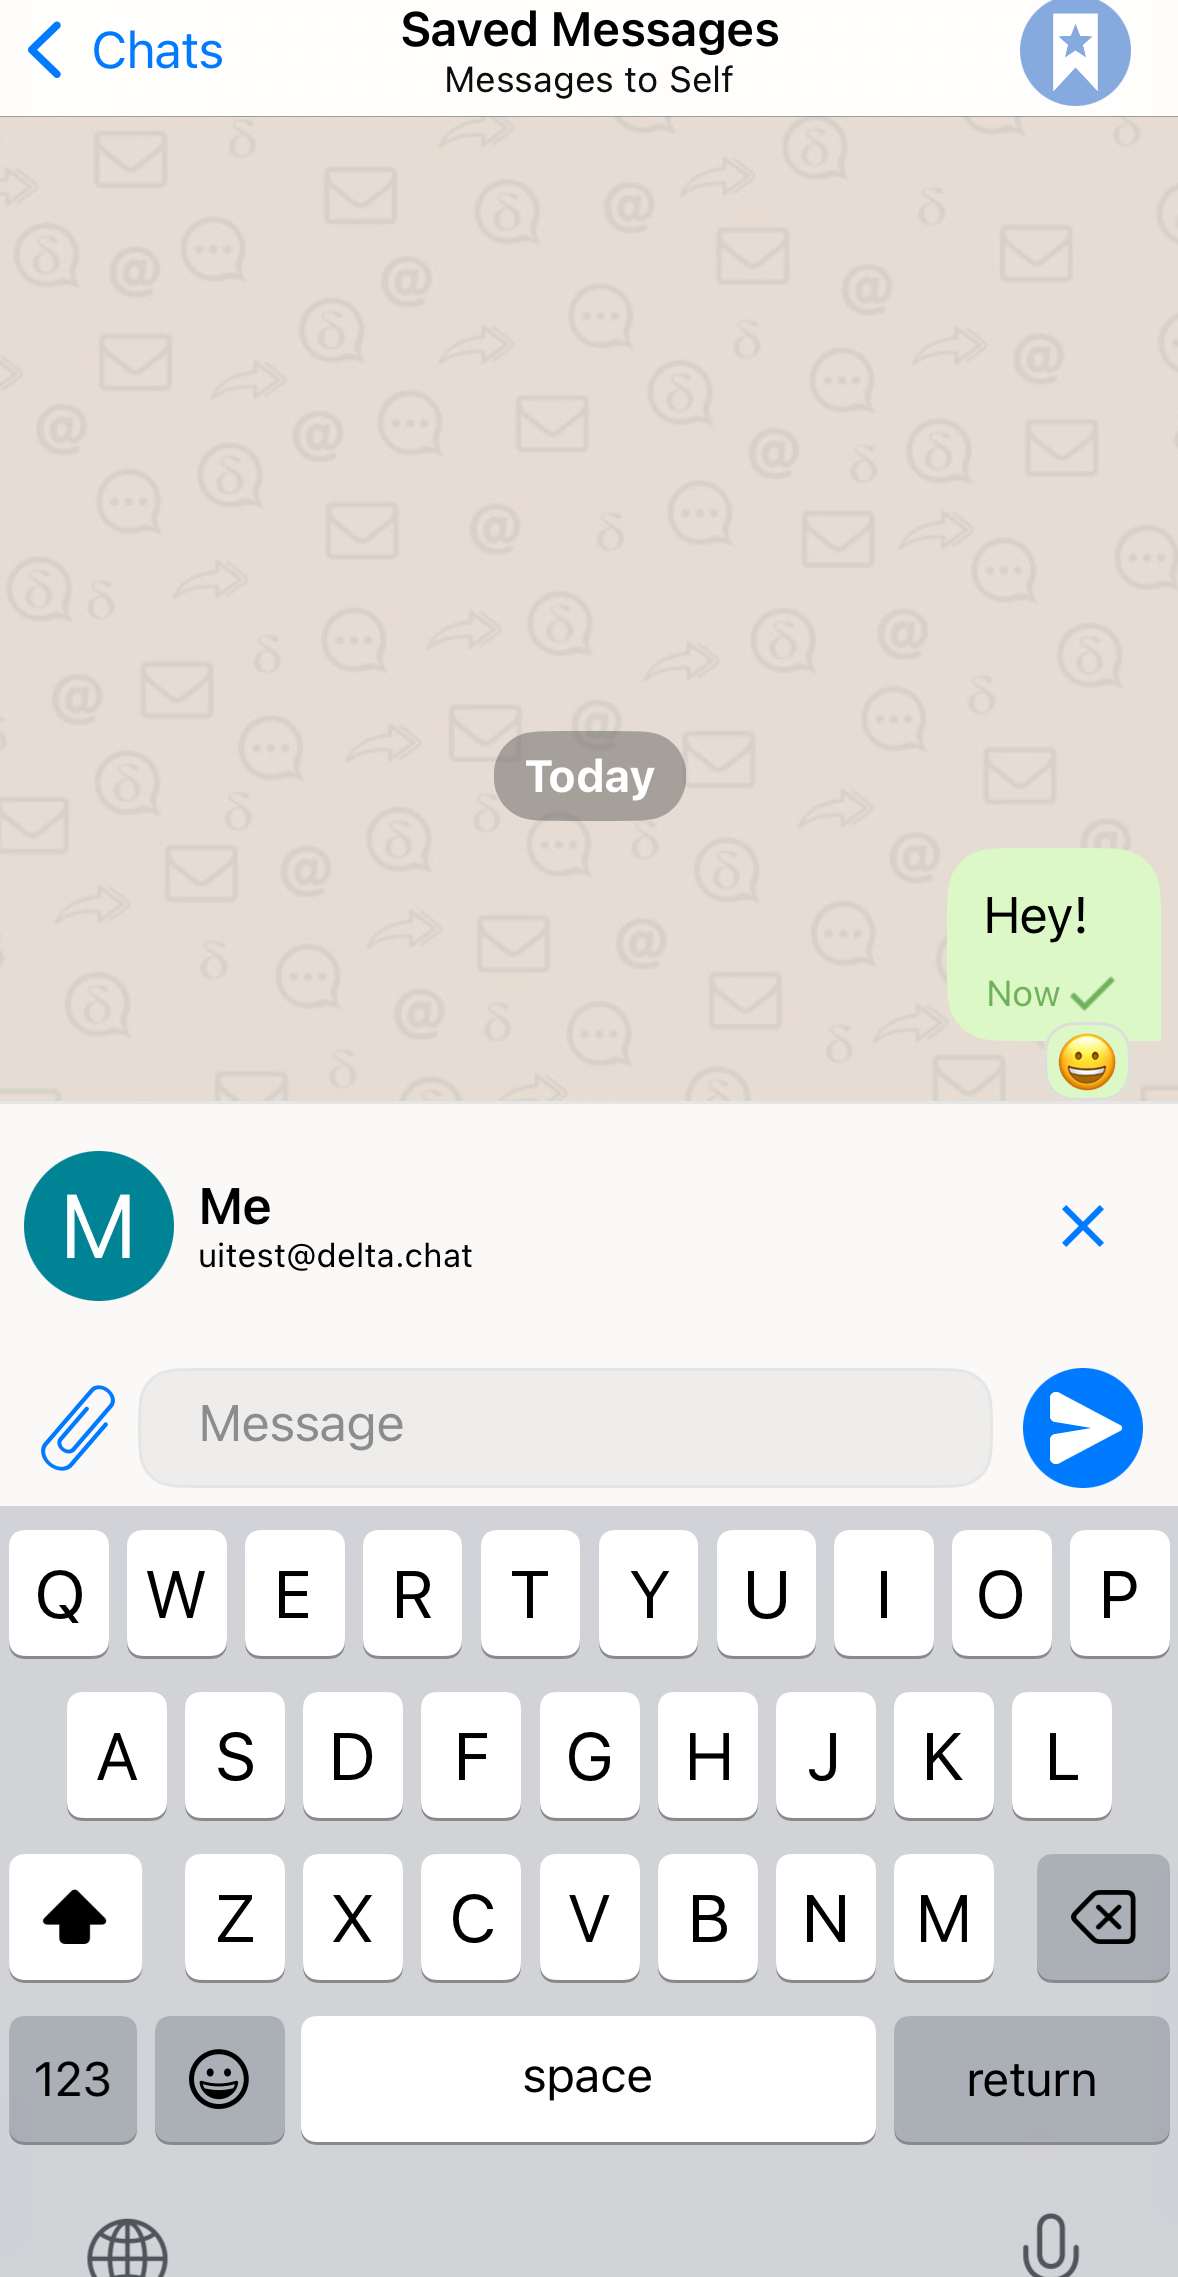 Chats
Saved Messages
Messages to Self
Today
Hey!
Now
M
Me
uitest@delta.chat
Message
Q W E R T Y U I O P
A S D F G H J K L
Z X C V B N M
123 space return